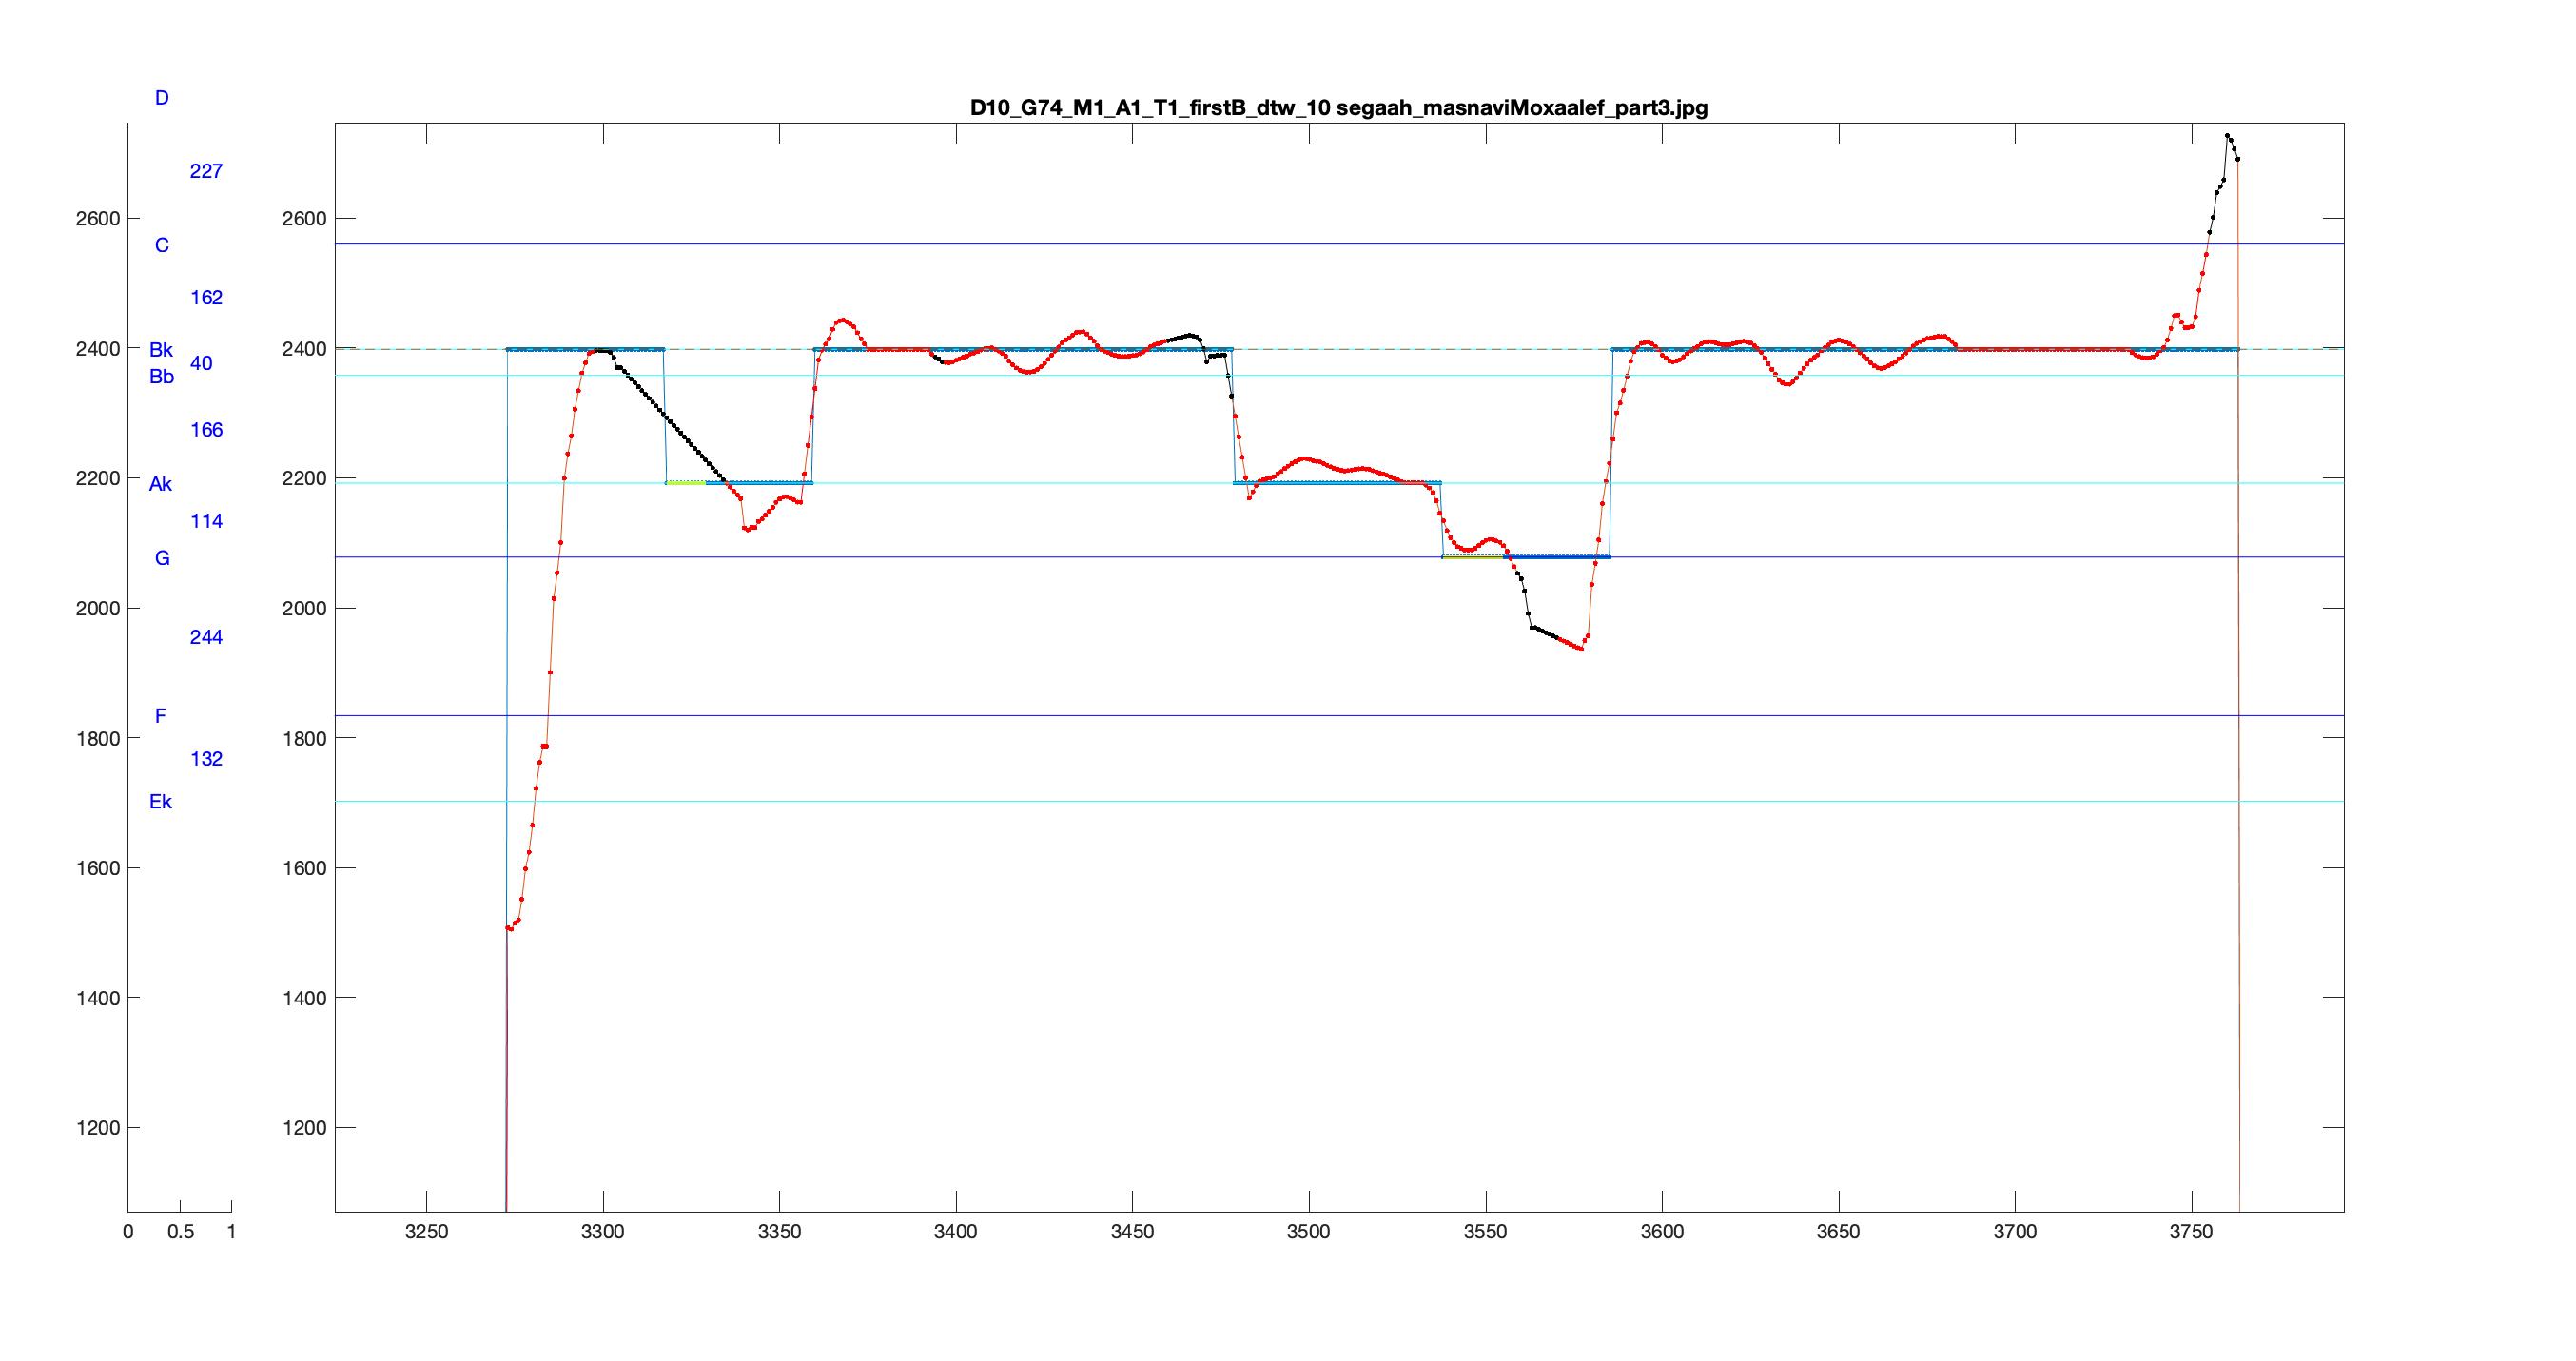 D10_G74_M1_A1_T1_firstB_dtw_10 segaah_masnaviMoxaalef_part3.jpg
D
227
2600 C 2600
162
2400 Bk 2400
40
Bb
166
2200 Ak 2200
114
G
2000 2000
244
F
1800 1800
132
Ek
1600 1600
1400 1400
1200 1200
0 0.5 1 3250 3300 3350 3400 3450 3500 3550 3600 3650 3700 3750